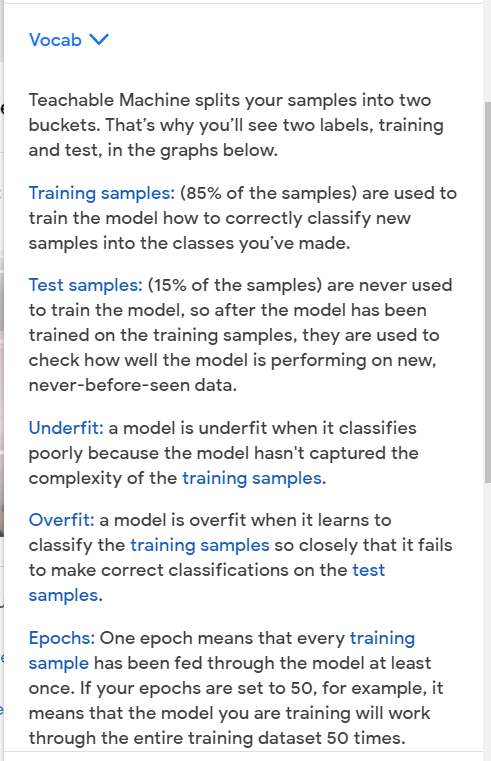 Vocab
Teachable Machine splits your samples into two
buckets. That’s why you’ll see two labels, training
and test, in the graphs below.
Training samples: (85% of the samples) are used to
train the model how to correctly classify new
samples into the classes you’ve made.
Test samples: (15% of the samples) are never used
to train the model, so after the model has been
trained on the training samples, they are used to
check how well the model is performing on new,
never-before-seen data.
Underfit: a model is underfit when it classifies
poorly because the model hasn't captured the
complexity of the training samples.
Overfit: a model is overfit when it learns to
classify the training samples so closely that it fails
to make correct classifications on the test
samples.
Epochs: One epoch means that every training
sample has been fed through the model at least
once. If your epochs are set to 50, for example, it
means that the model you are training will work
through the entire training dataset 50 times.